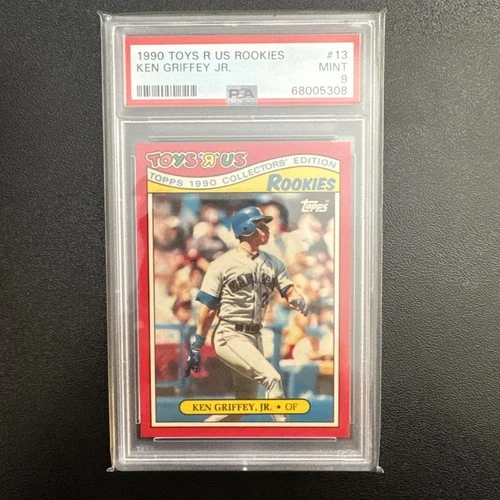 1990 TOYS R US ROOKIES #13
KEN GRIFFEY JR. MINT
9
PSA 68005308
TOYS "R" US
TOPPS 1990 COLLECTORS' EDITION
ROOKIES
Topps
KEN GRIFFEY, JR. • OF